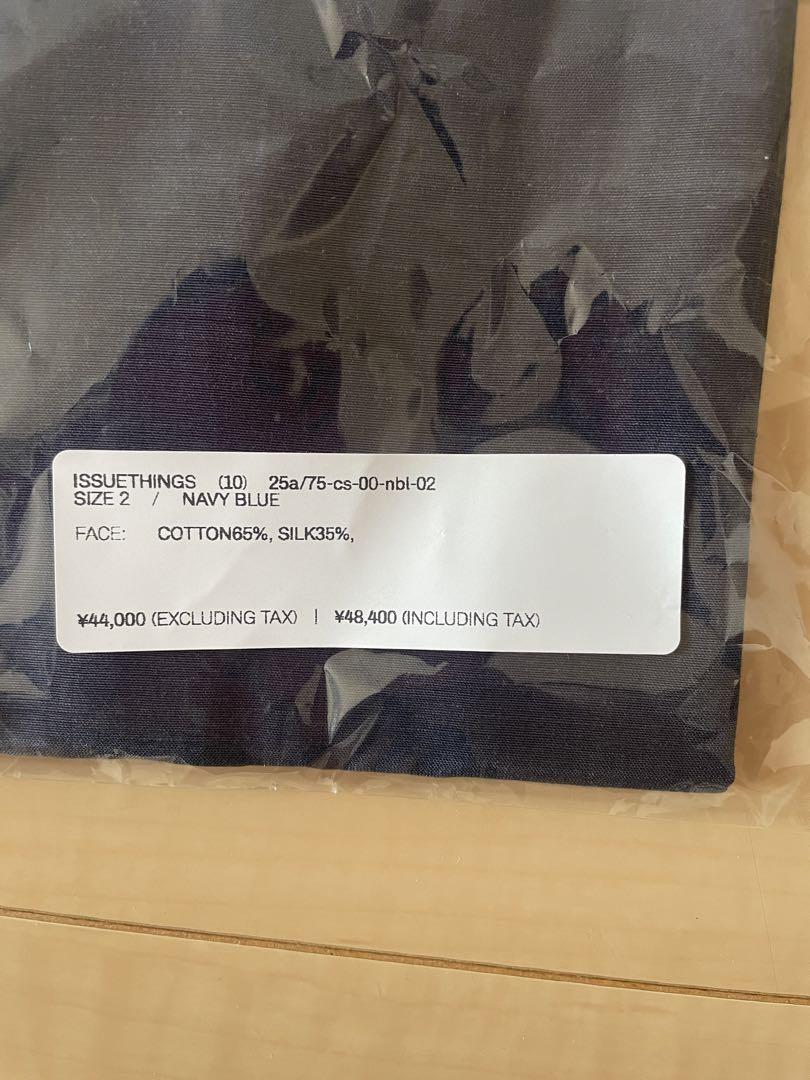 ISSUETHINGS (10) 25a/75-cs-00-nbl-02
SIZE 2 / NAVY BLUE
FACE: COTTON65%, SILK35%,
¥44,000 (EXCLUDING TAX) | ¥48,400 (INCLUDING TAX)